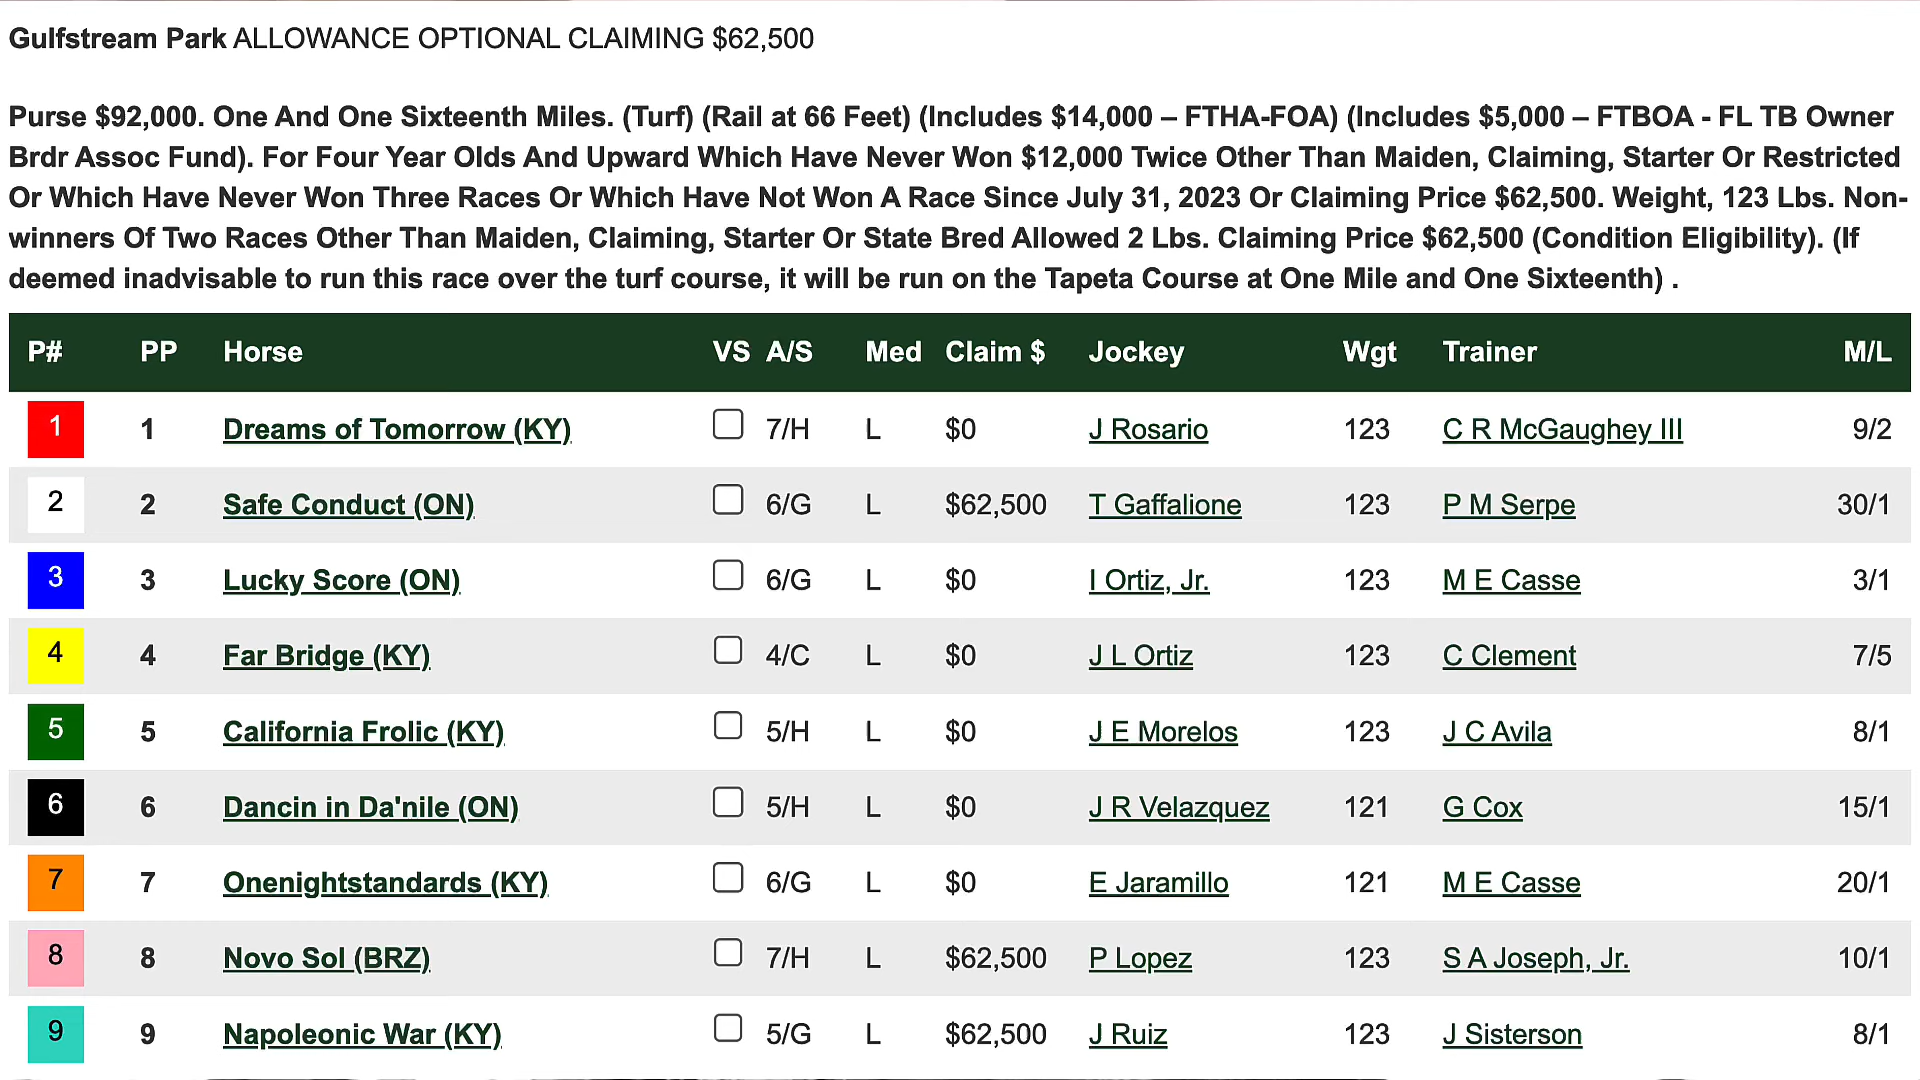 Gulfstream Park ALLOWANCE OPTIONAL CLAIMING $62,500
Purse $92,000. One And One Sixteenth Miles. (Turf) (Rail at 66 Feet) (Includes $14,000 – FTHA-FOA) (Includes $5,000 – FTBOA - FL TB Owner
Brdr Assoc Fund). For Four Year Olds And Upward Which Have Never Won $12,000 Twice Other Than Maiden, Claiming, Starter Or Restricted
Or Which Have Never Won Three Races Or Which Have Not Won A Race Since July 31, 2023 Or Claiming Price $62,500. Weight, 123 Lbs. Non-
winners Of Two Races Other Than Maiden, Claiming, Starter Or State Bred Allowed 2 Lbs. Claiming Price $62,500 (Condition Eligibility). (If
deemed inadvisable to run this race over the turf course, it will be run on the Tapeta Course at One Mile and One Sixteenth) .
P# PP Horse VS A/S Med Claim $ Jockey Wgt Trainer M/L
1 1 Dreams of Tomorrow (KY) 7/H L $0 J Rosario 123 C R McGaughey III 9/2
2 2 Safe Conduct (ON) 6/G L $62,500 T Gaffalione 123 P M Serpe 30/1
3 3 Lucky Score (ON) 6/G L $0 I Ortiz, Jr. 123 M E Casse 3/1
4 4 Far Bridge (KY) 4/C L $0 J L Ortiz 123 C Clement 7/5
5 5 California Frolic (KY) 5/H L $0 J E Morelos 123 J C Avila 8/1
6 6 Dancin in Da'nile (ON) 5/H L $0 J R Velazquez 121 G Cox 15/1
7 7 Onenightstandards (KY) 6/G L $0 E Jaramillo 121 M E Casse 20/1
8 8 Novo Sol (BRZ) 7/H L $62,500 P Lopez 123 S A Joseph, Jr. 10/1
9 9 Napoleonic War (KY) 5/G L $62,500 J Ruiz 123 J Sisterson 8/1